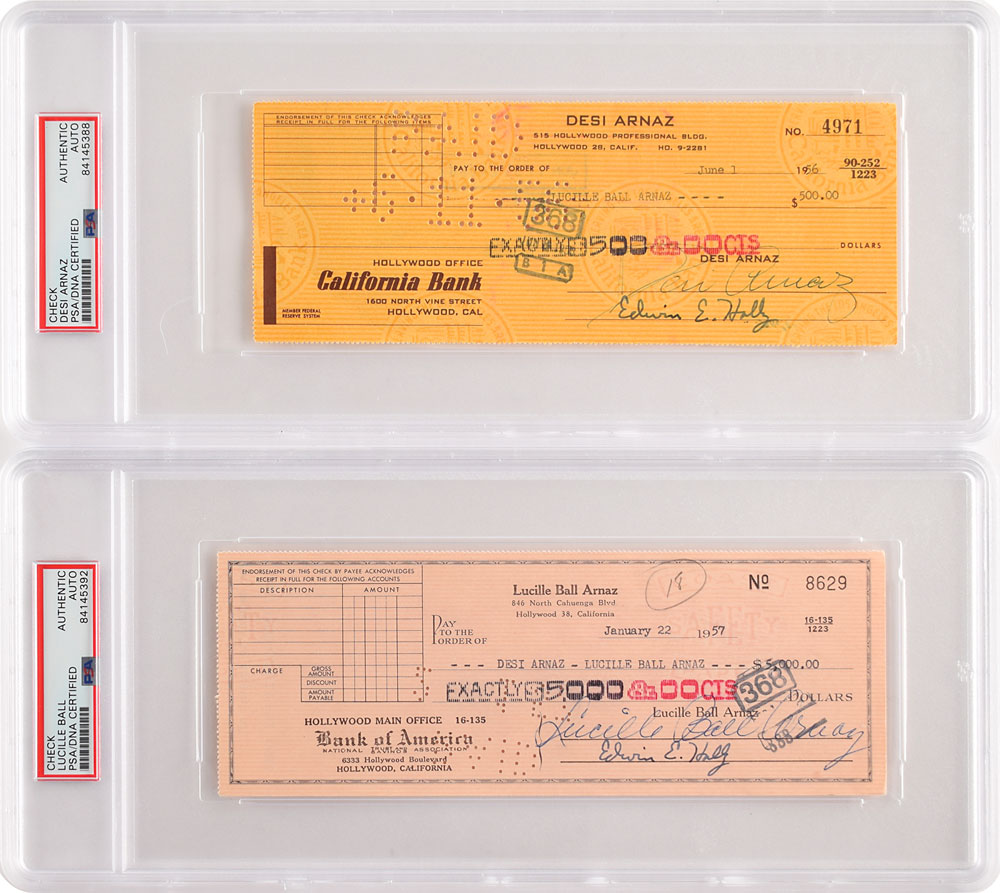 CHECK
DESI ARNAZ
PSA/DNA CERTIFIED
PSA
AUTHENTIC
AUTO
84145388
ENDORSEMENT OF THIS CHECK ACKNOWLEDGES
RECEIPT IN FULL FOR THE FOLLOWING ITEMS
DESI ARNAZ
515 HOLLYWOOD PROFESSIONAL BLDG.
HOLLYWOOD 28, CALIF. HO. 9-2281
NO. 4971
PAY TO THE ORDER OF
June 1 1956
90-252
1223
LUCILLE BALL ARNAZ - - - - $500.00
368
BTA
EXACTLY $500 & 00 CTS
DOLLARS
DESI ARNAZ
HOLLYWOOD OFFICE
California Bank
1600 NORTH VINE STREET
HOLLYWOOD, CAL
MEMBER FEDERAL
RESERVE SYSTEM
Desi Arnaz
Edwin E. Holly
CHECK
LUCILLE BALL
PSA/DNA CERTIFIED
PSA
AUTHENTIC
AUTO
84145392
ENDORSEMENT OF THIS CHECK BY PAYEE ACKNOWLEDGES
RECEIPT IN FULL FOR THE FOLLOWING ACCOUNTS
DESCRIPTION AMOUNT
Lucille Ball Arnaz
846 North Cahuenga Blvd
Hollywood 38, California
18
No 8629
PAY
TO THE
ORDER OF
January 22 1957
16-135
1223
- - - DESI ARNAZ - LUCILLE BALL ARNAZ - - - $ 5,000.00
CHARGE
GROSS
AMOUNT
DISCOUNT
AMOUNT
PAYABLE
EXACTLY $5000 & 00 CTS
368
DOLLARS
Lucille Ball Arnaz
HOLLYWOOD MAIN OFFICE 16-135
Bank of America
NATIONAL SAVINGS ASSOCIATION
6333 Hollywood Boulevard
HOLLYWOOD, CALIFORNIA
Lucille Ball Arnaz
Edwin E. Holly